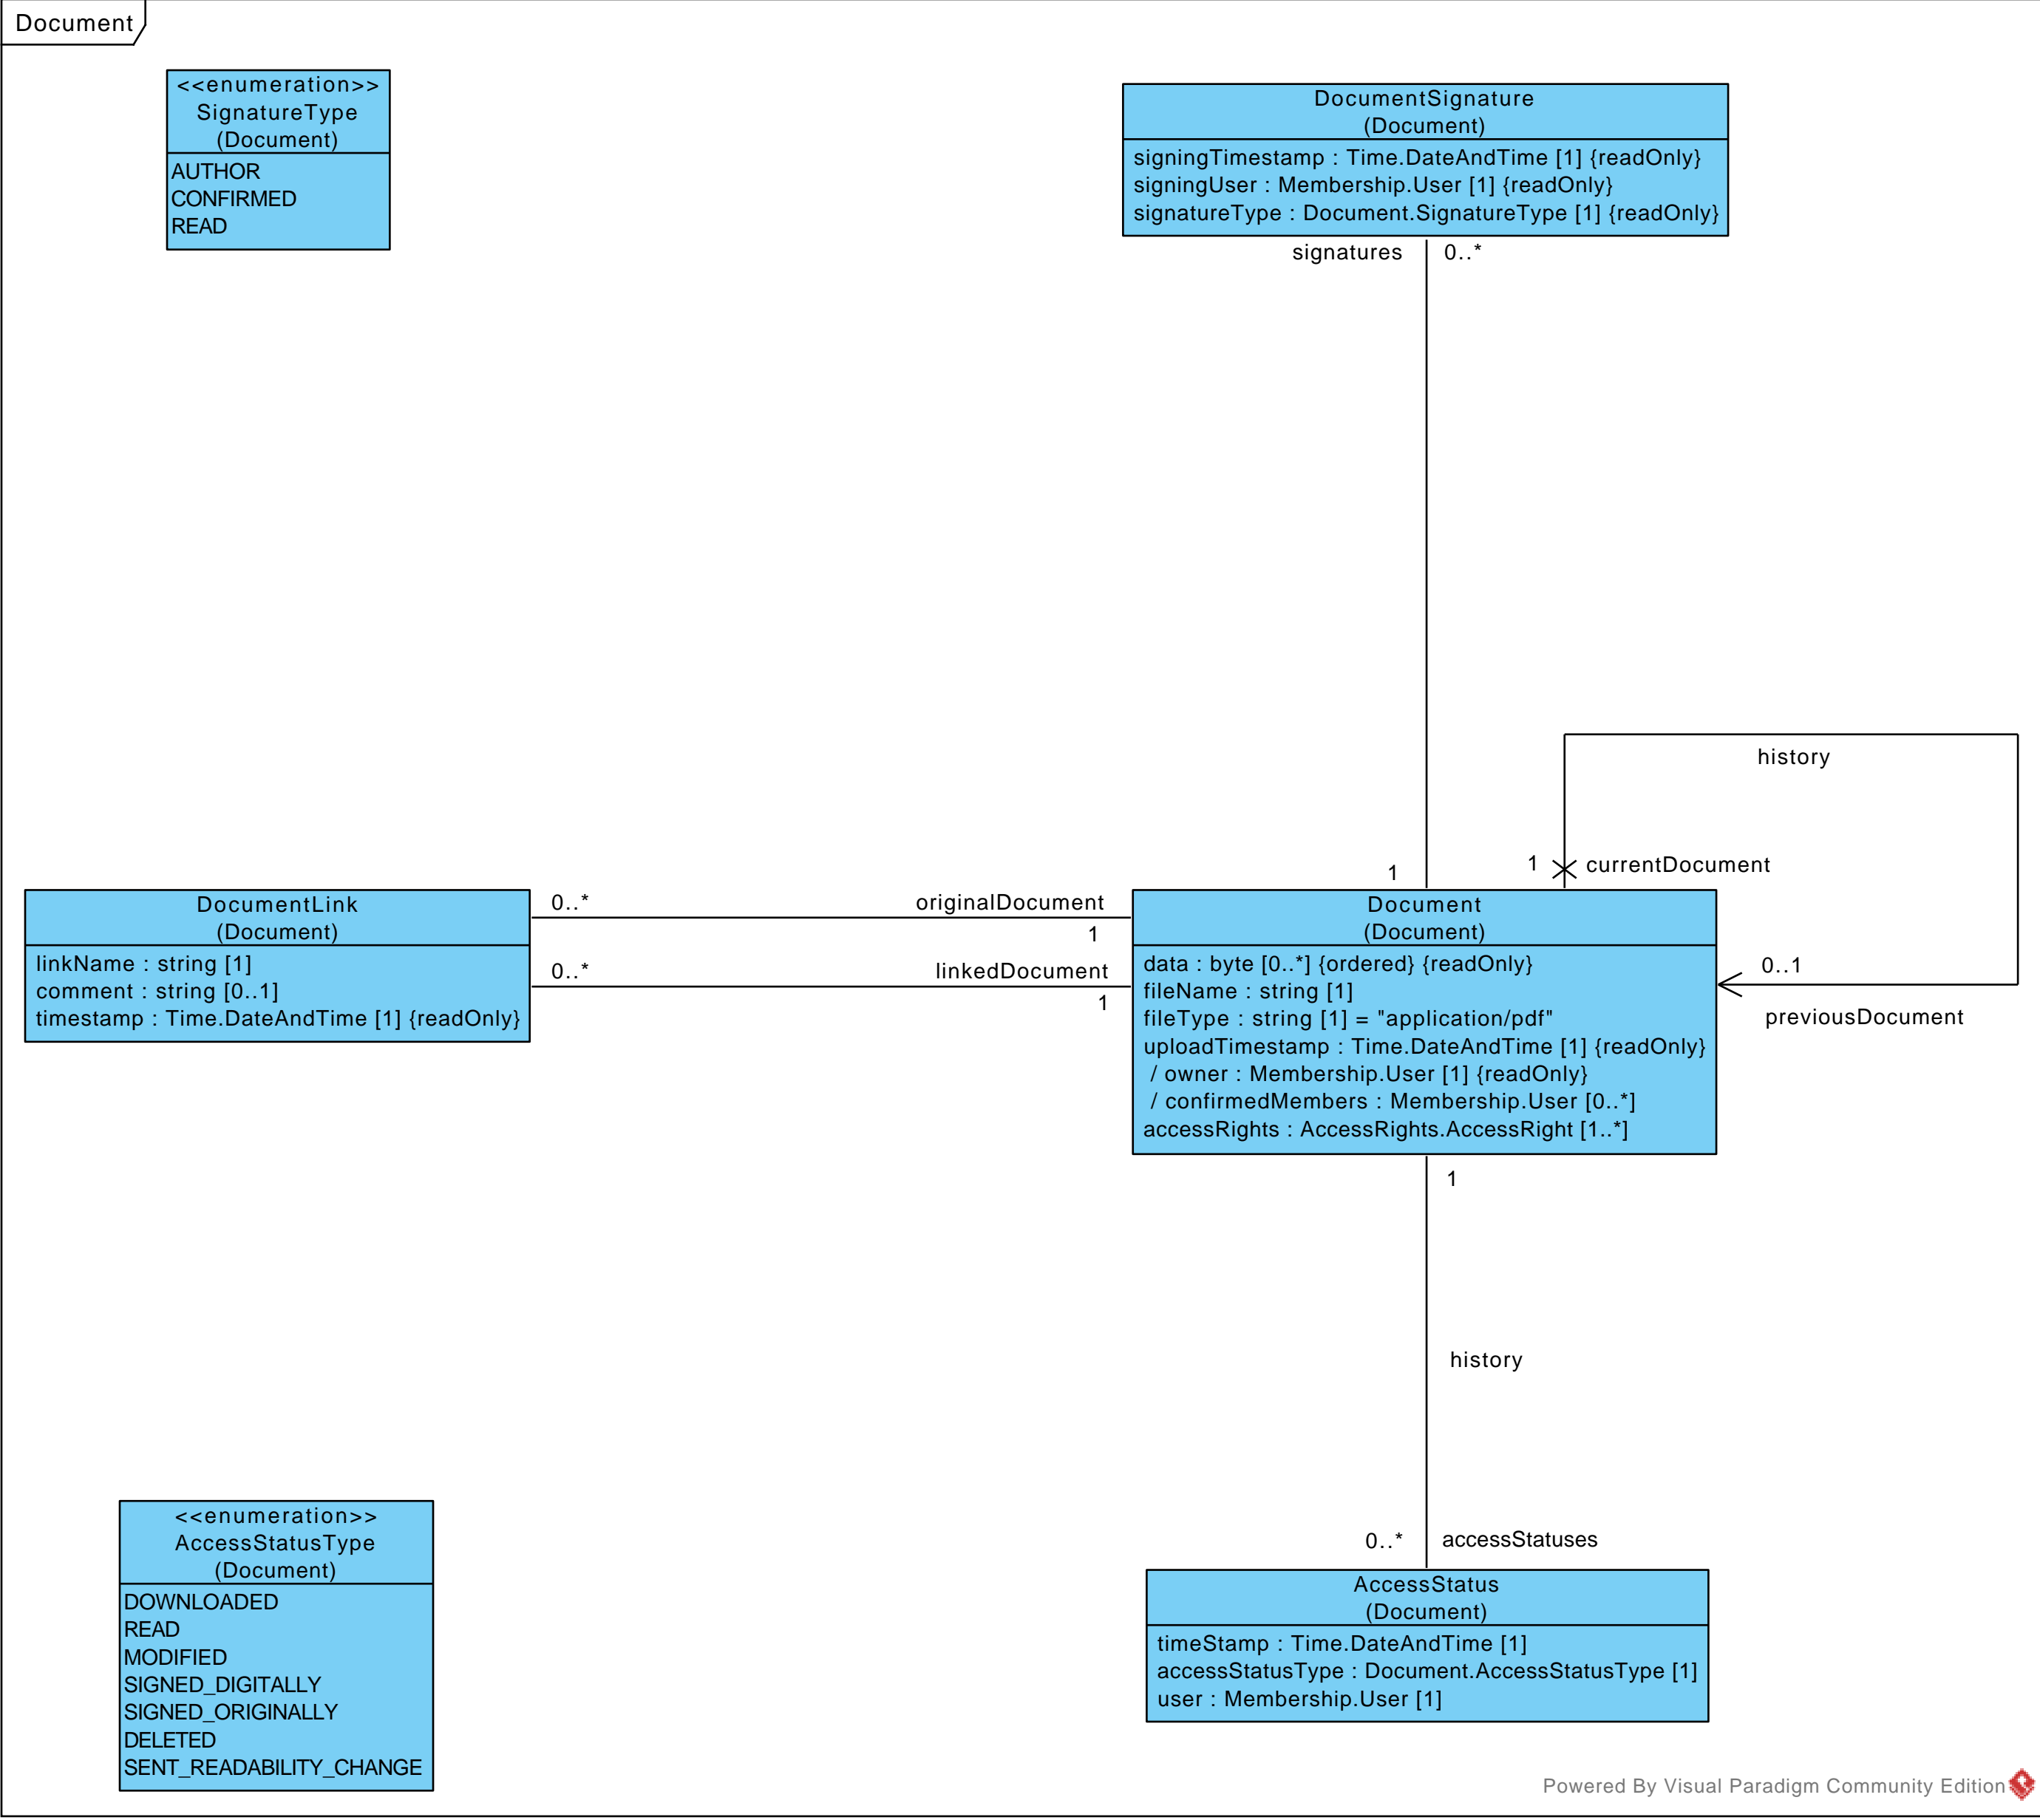 Document
<<enumeration>>
SignatureType
(Document)
AUTHOR
CONFIRMED
READ
DocumentSignature
(Document)
signingTimestamp : Time.DateAndTime [1] {readOnly}
signingUser : Membership.User [1] {readOnly}
signatureType : Document.SignatureType [1] {readOnly}
signatures
0..*
history
1
1
currentDocument
DocumentLink
(Document)
linkName : string [1]
comment : string [0..1]
timestamp : Time.DateAndTime [1] {readOnly}
0..*
originalDocument
1
0..*
linkedDocument
1
Document
(Document)
data : byte [0..*] {ordered} {readOnly}
fileName : string [1]
fileType : string [1] = "application/pdf"
uploadTimestamp : Time.DateAndTime [1] {readOnly}
/ owner : Membership.User [1] {readOnly}
/ confirmedMembers : Membership.User [0..*]
accessRights : AccessRights.AccessRight [1..*]
0..1
previousDocument
1
history
0..*
accessStatuses
<<enumeration>>
AccessStatusType
(Document)
DOWNLOADED
READ
MODIFIED
SIGNED_DIGITALLY
SIGNED_ORIGINALLY
DELETED
SENT_READABILITY_CHANGE
AccessStatus
(Document)
timeStamp : Time.DateAndTime [1]
accessStatusType : Document.AccessStatusType [1]
user : Membership.User [1]
Powered By Visual Paradigm Community Edition